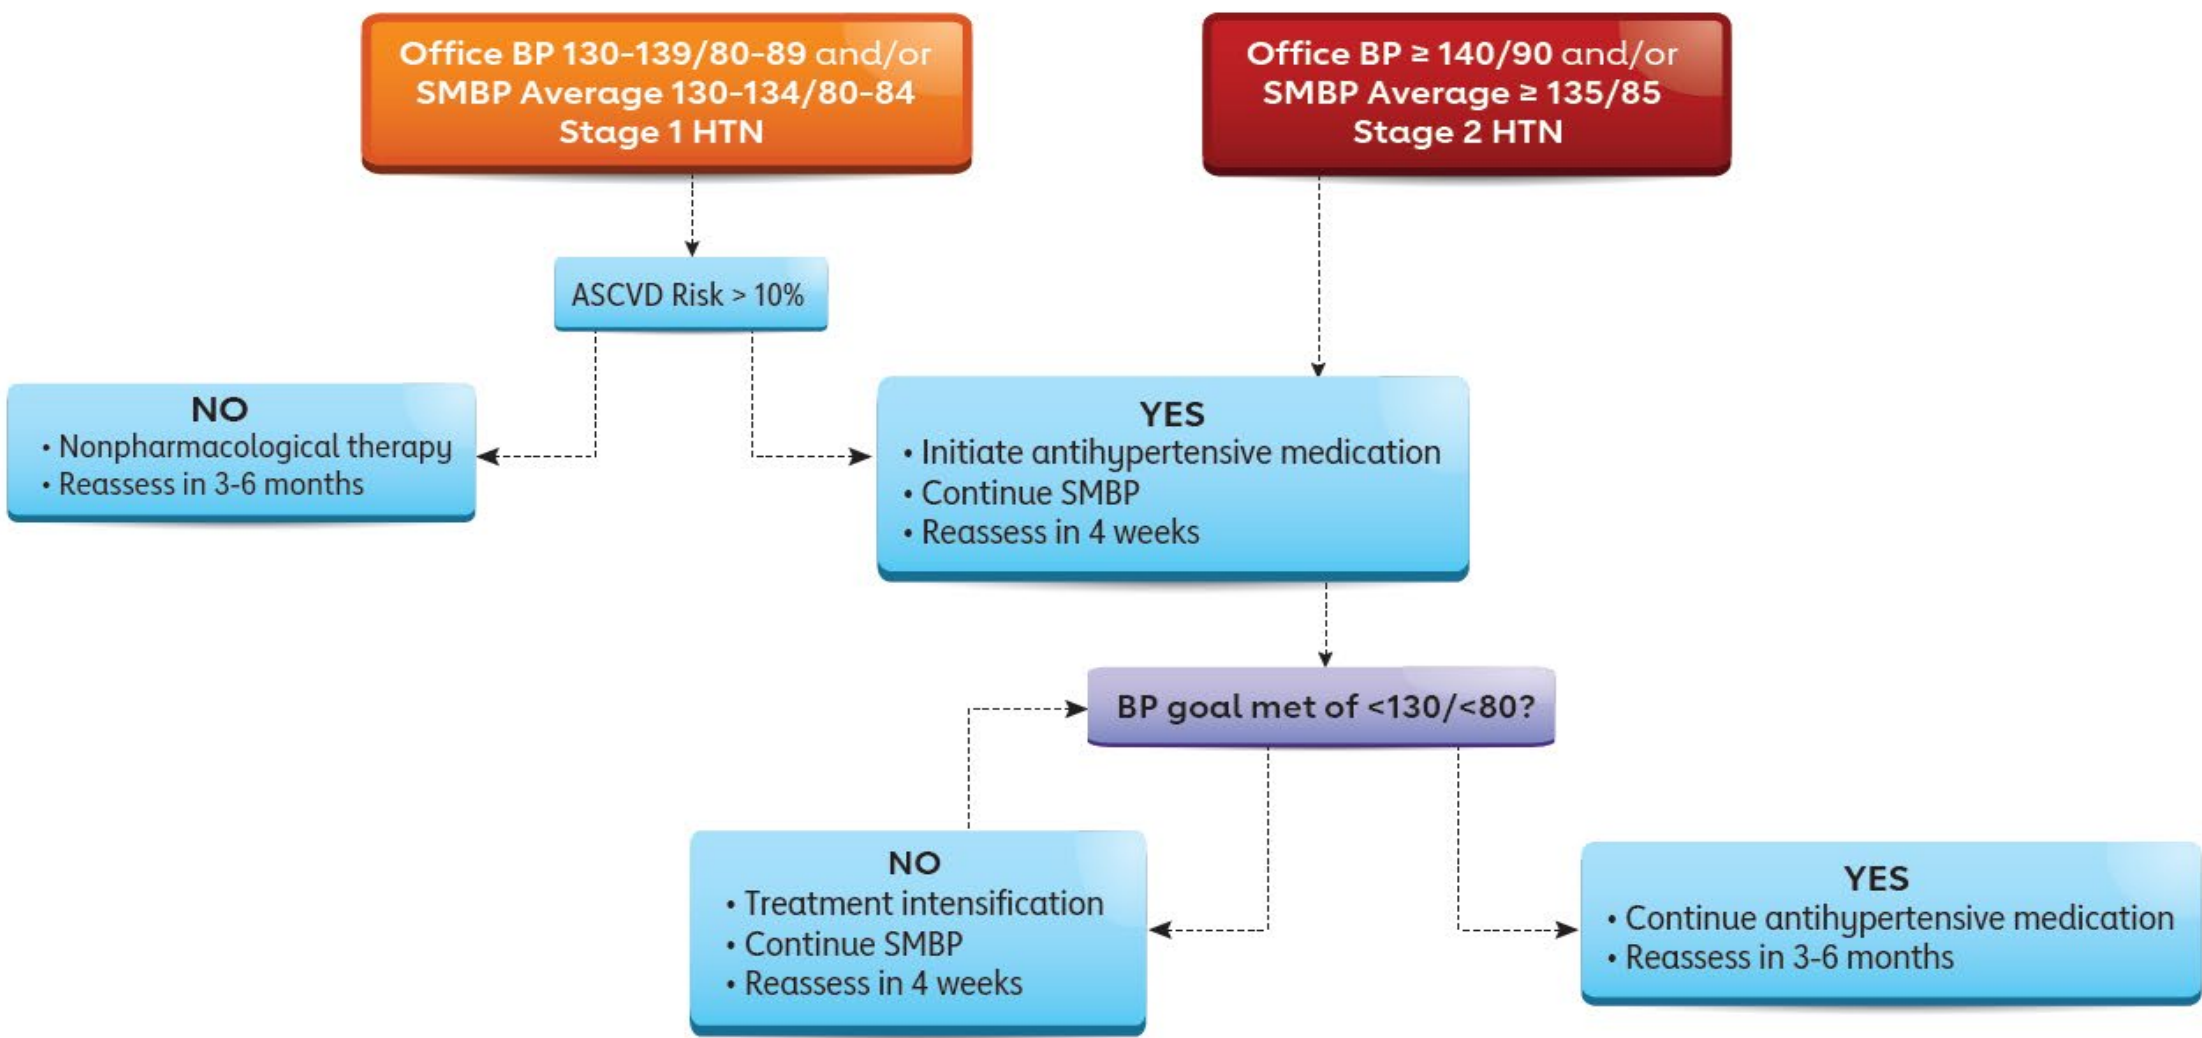 Office BP 130-139/80-89 and/or
SMBP Average 130-134/80-84
Stage 1 HTN
Office BP ≥ 140/90 and/or
SMBP Average ≥ 135/85
Stage 2 HTN
ASCVD Risk > 10%
NO
• Nonpharmacological therapy
• Reassess in 3-6 months
YES
• Initiate antihypertensive medication
• Continue SMBP
• Reassess in 4 weeks
BP goal met of <130/<80?
NO
• Treatment intensification
• Continue SMBP
• Reassess in 4 weeks
YES
• Continue antihypertensive medication
• Reassess in 3-6 months